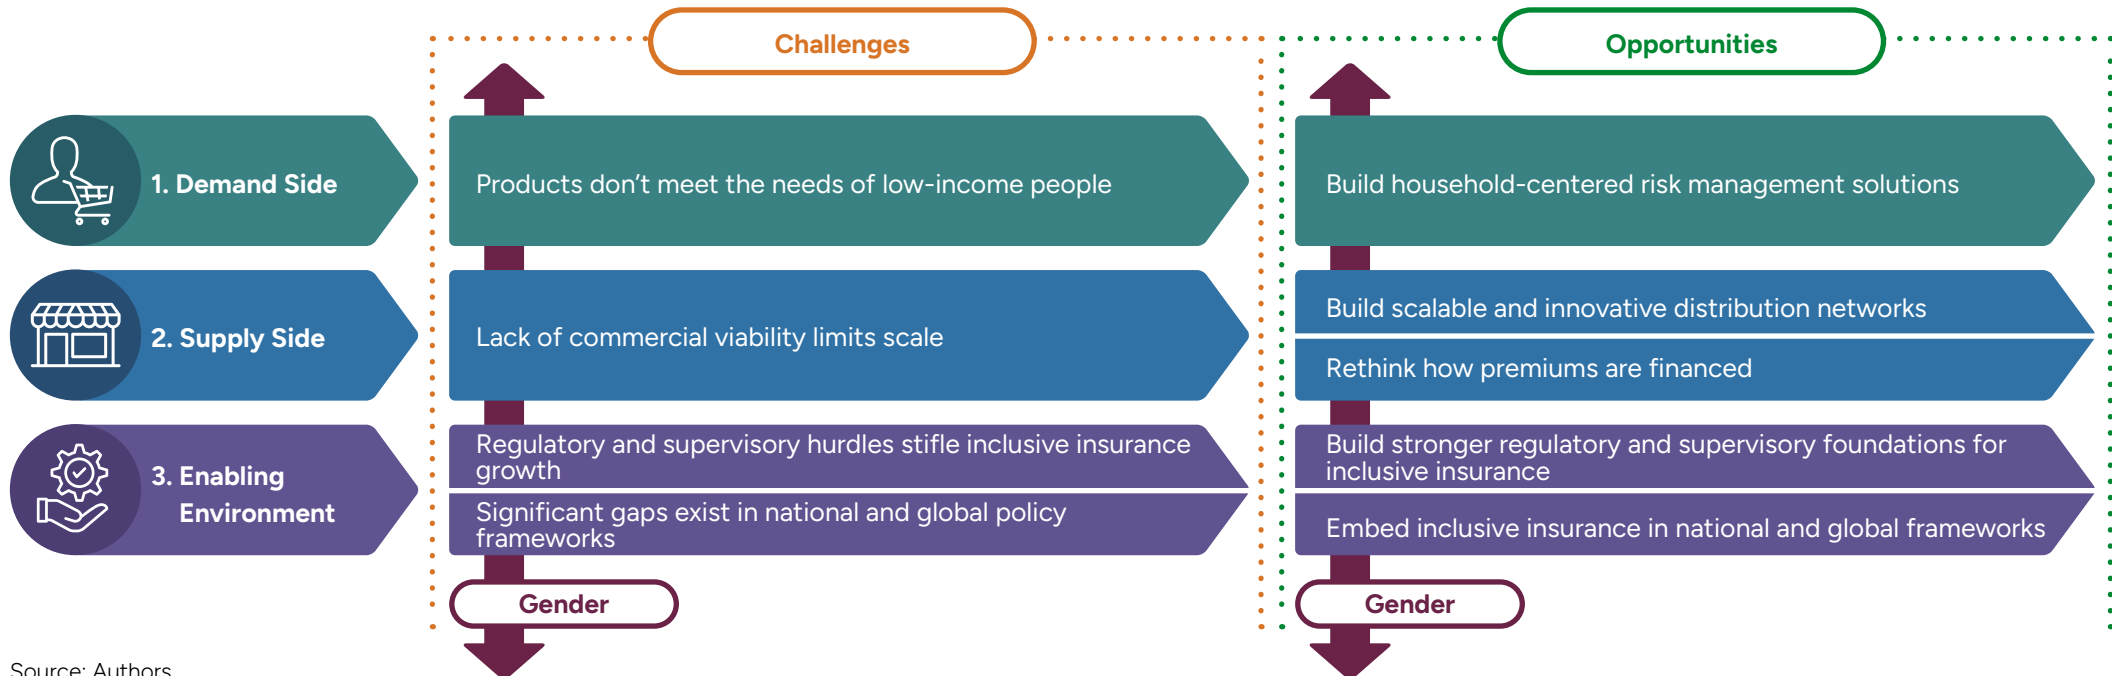 Challenges
Opportunities
1. Demand Side
Products don’t meet the needs of low-income people
Build household-centered risk management solutions
2. Supply Side
Lack of commercial viability limits scale
Build scalable and innovative distribution networks
Rethink how premiums are financed
3. Enabling
Environment
Regulatory and supervisory hurdles stifle inclusive insurance
growth
Significant gaps exist in national and global policy
frameworks
Build stronger regulatory and supervisory foundations for
inclusive insurance
Embed inclusive insurance in national and global frameworks
Gender
Gender
Source: Authors